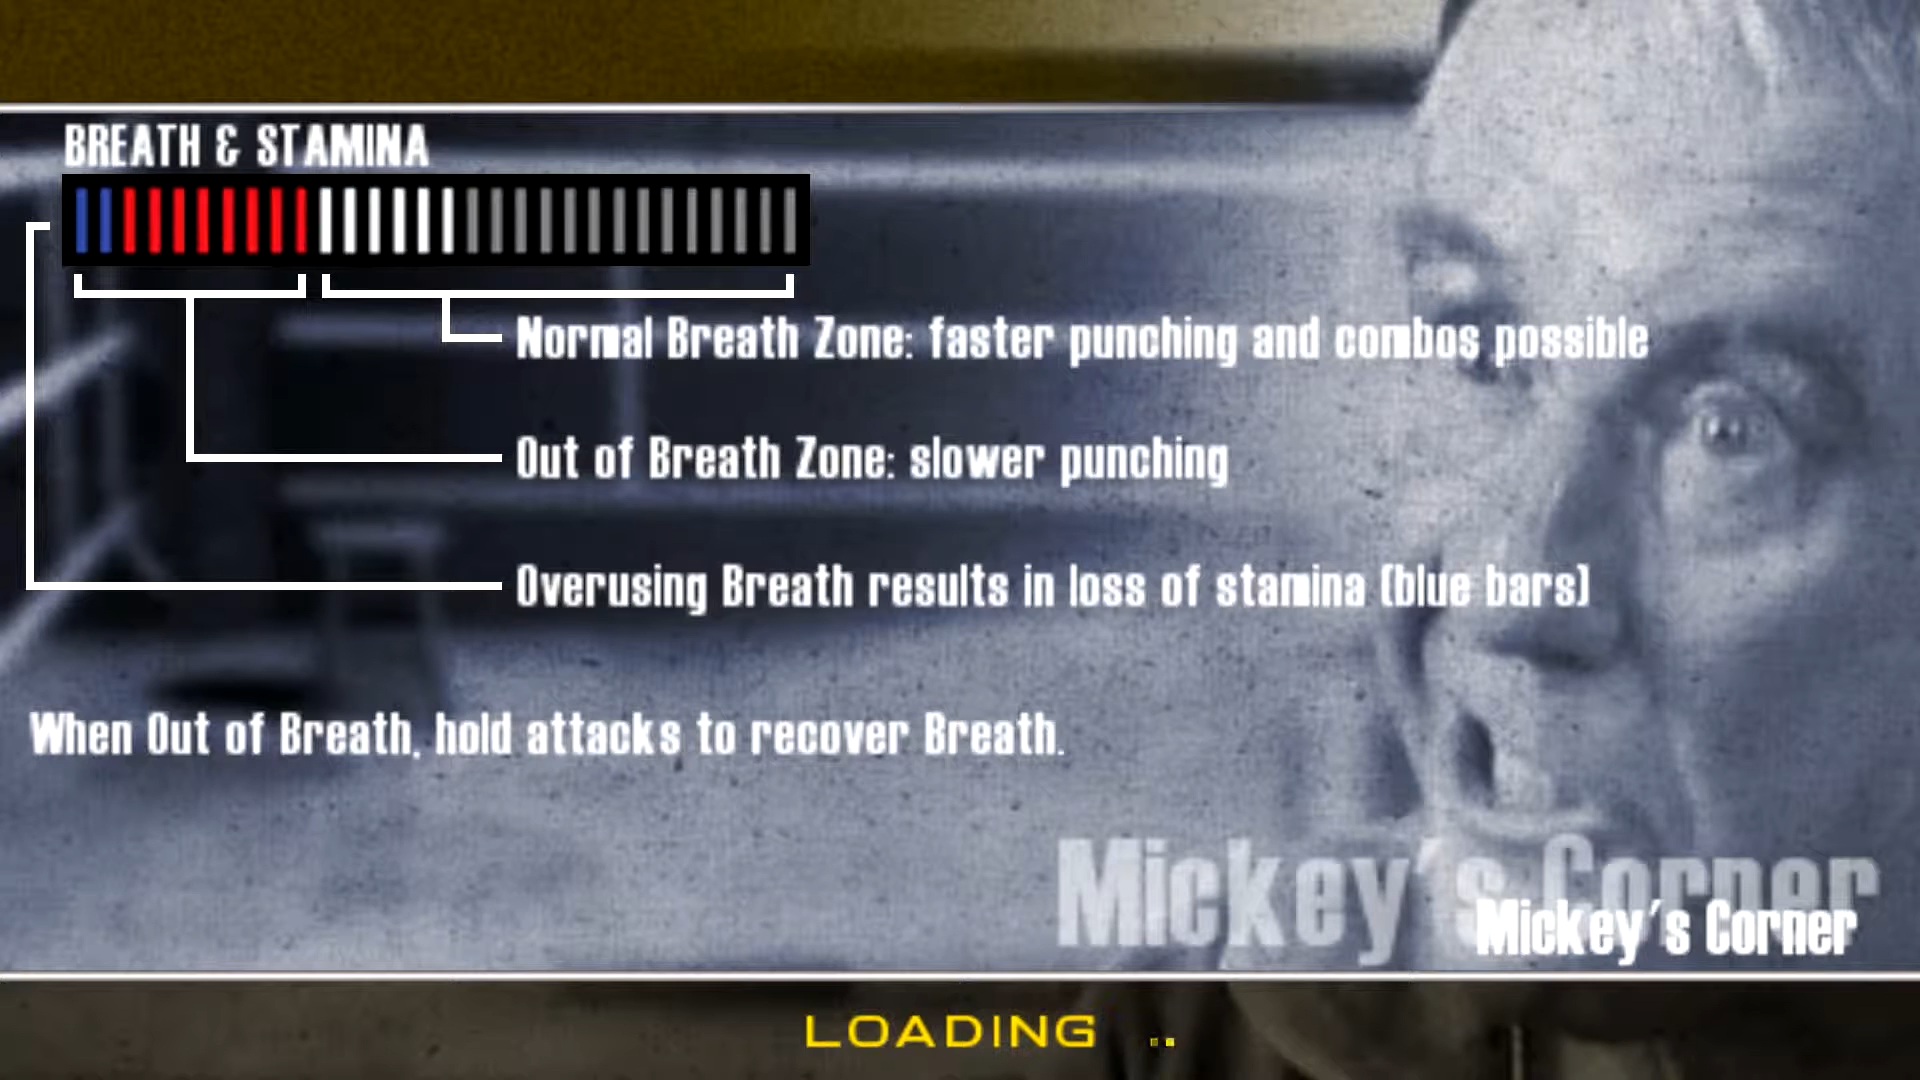 BREATH & STAMINA
Normal Breath Zone: faster punching and combos possible
Out of Breath Zone: slower punching
Overusing Breath results in loss of stamina (blue bars)
When Out of Breath, hold attacks to recover Breath.
Mickey's Corner
Mickey's Corner
LOADING ..